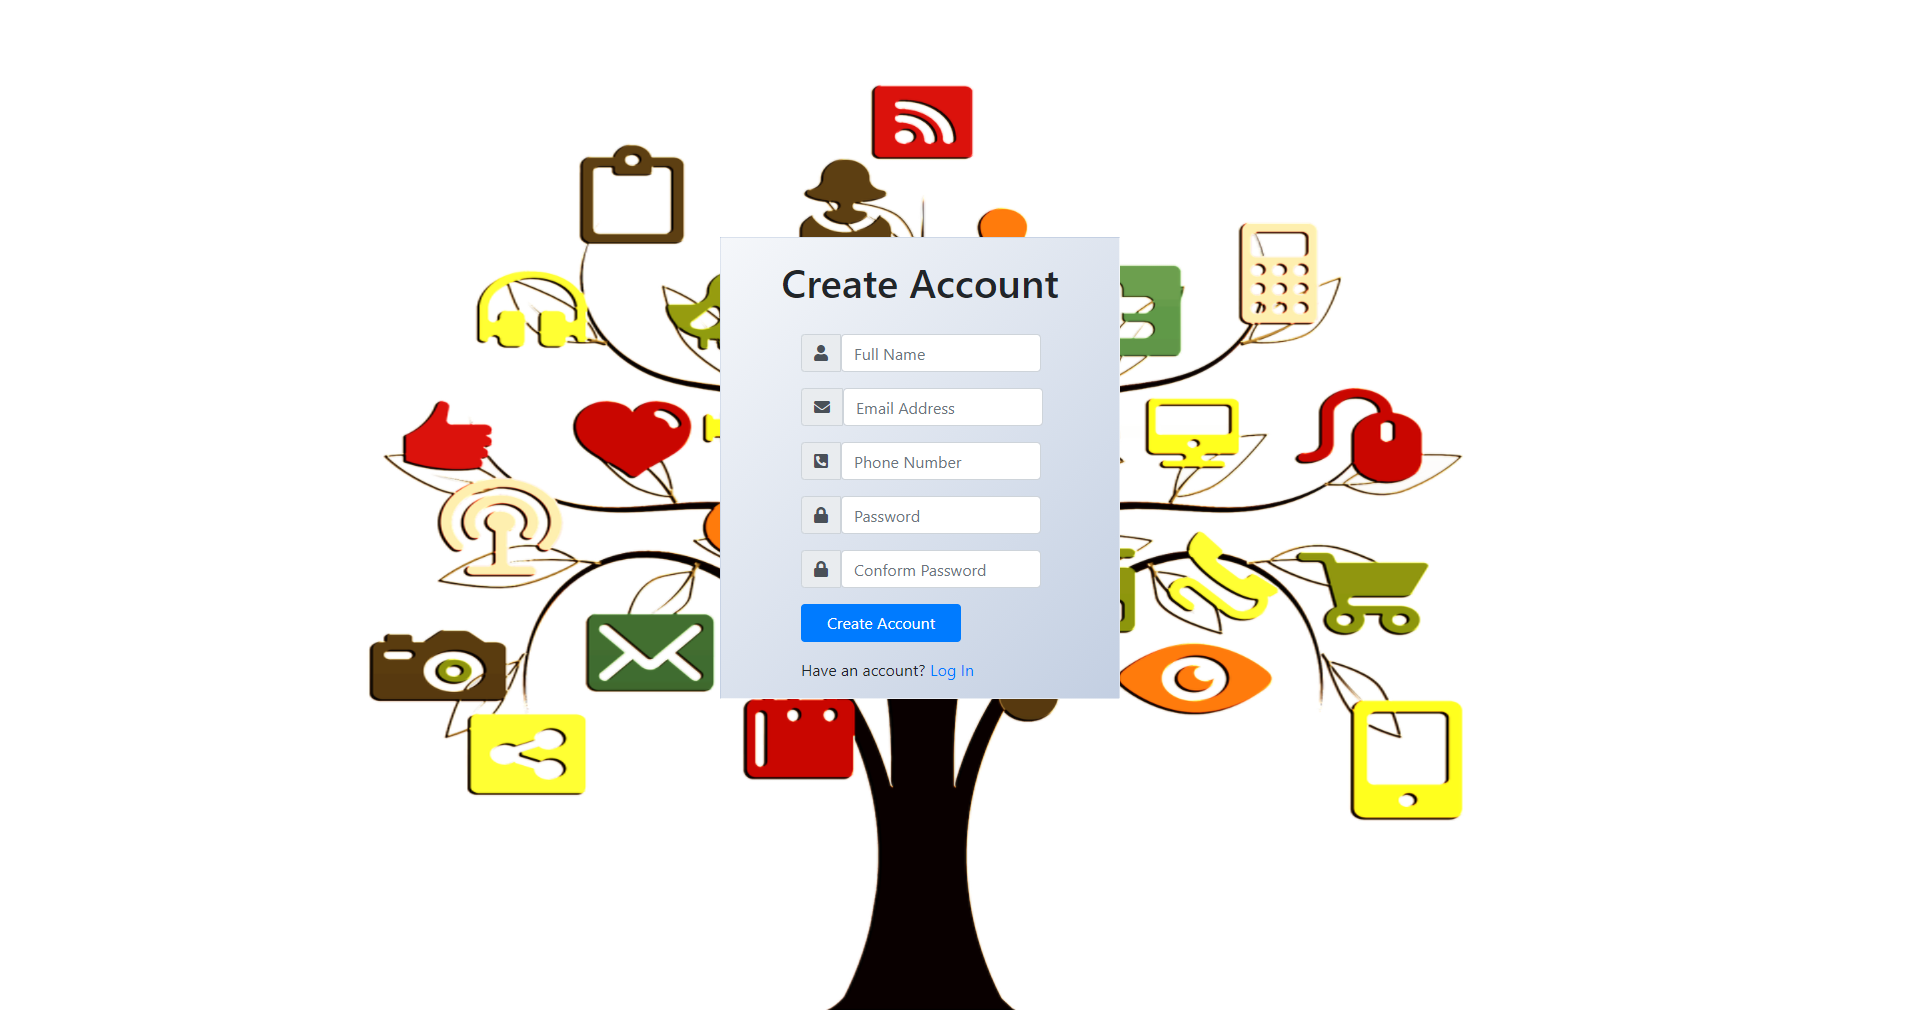 Create Account
Full Name
Email Address
Phone Number
Password
Conform Password
Create Account
Have an account? Log In